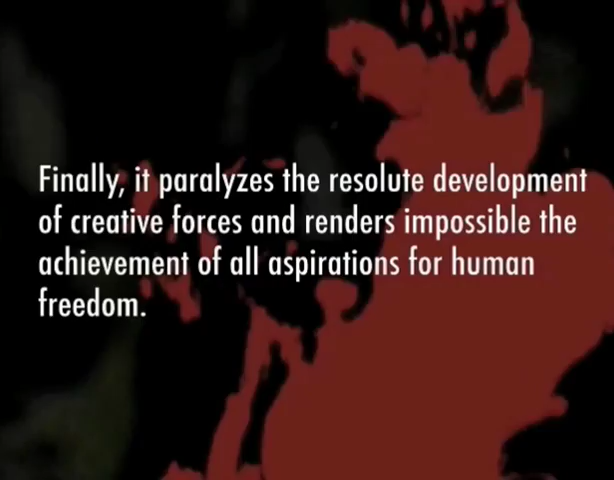 Finally, it paralyzes the resolute development
of creative forces and renders impossible the
achievement of all aspirations for human
freedom.